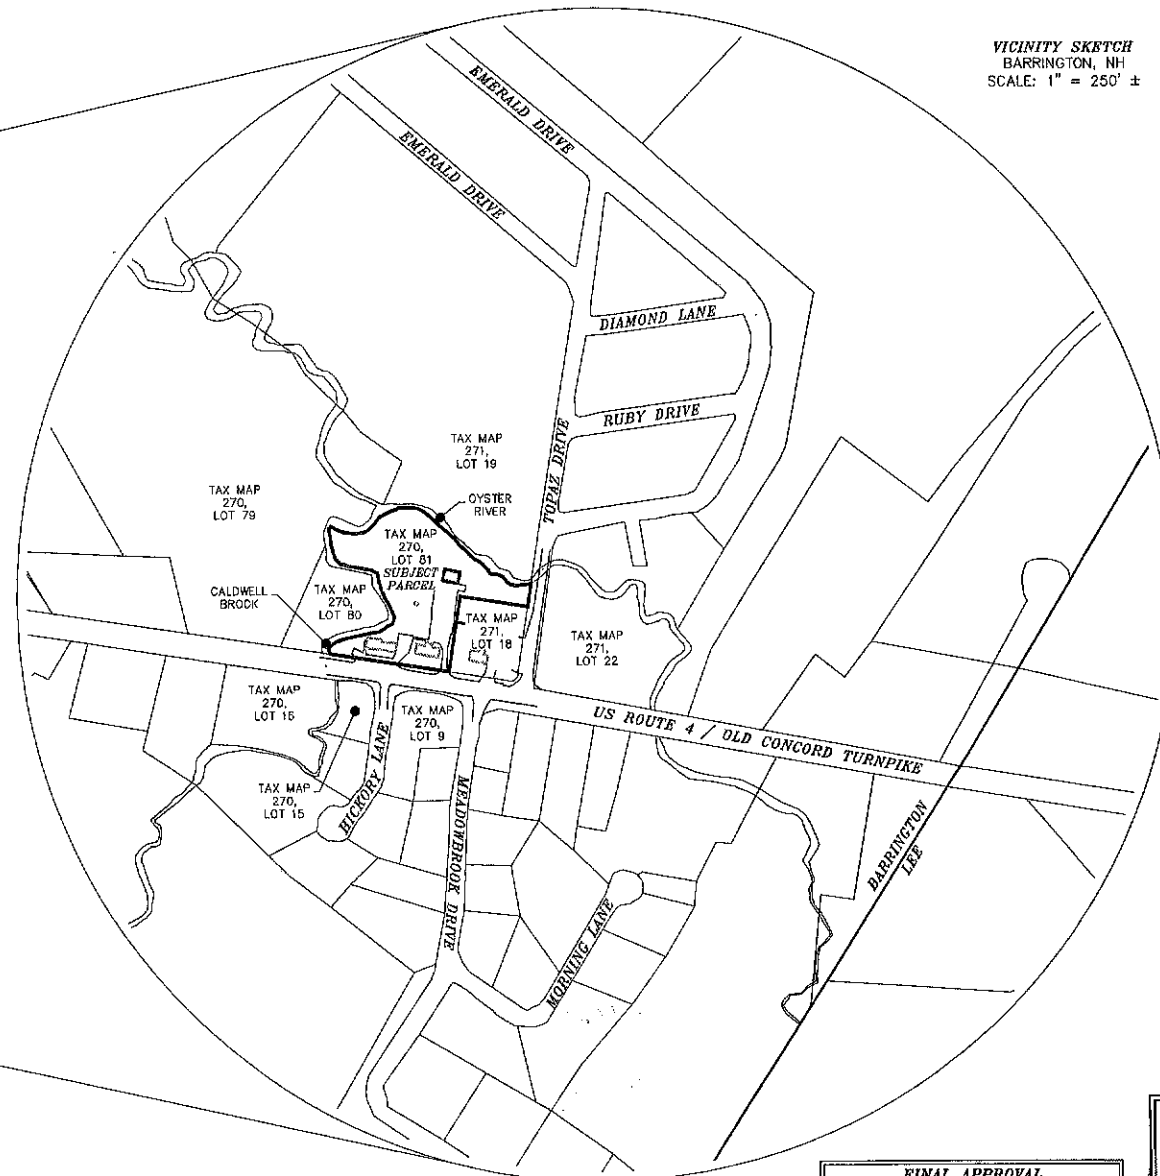 VICINITY SKETCH
BARRINGTON, NH
SCALE: 1" = 250' ±
EMERALD DRIVE
EMERALD DRIVE
DIAMOND LANE
RUBY DRIVE
TOPAZ DRIVE
TAX MAP
271,
LOT 19
OYSTER
RIVER
TAX MAP
270,
LOT 79
TAX MAP
270,
LOT 81
SUBJECT
PARCEL
CALDWELL
BROOK
TAX MAP
270,
LOT 80
TAX MAP
271,
LOT 18
TAX MAP
271,
LOT 22
TAX MAP
270,
LOT 16
TAX MAP
270,
LOT 9
US ROUTE 4 / OLD CONCORD TURNPIKE
TAX MAP
270,
LOT 15
HICKORY LANE
MEADOWBROOK DRIVE
MORNING LANE
BARRINGTON
LEE
FINAL APPROVAL